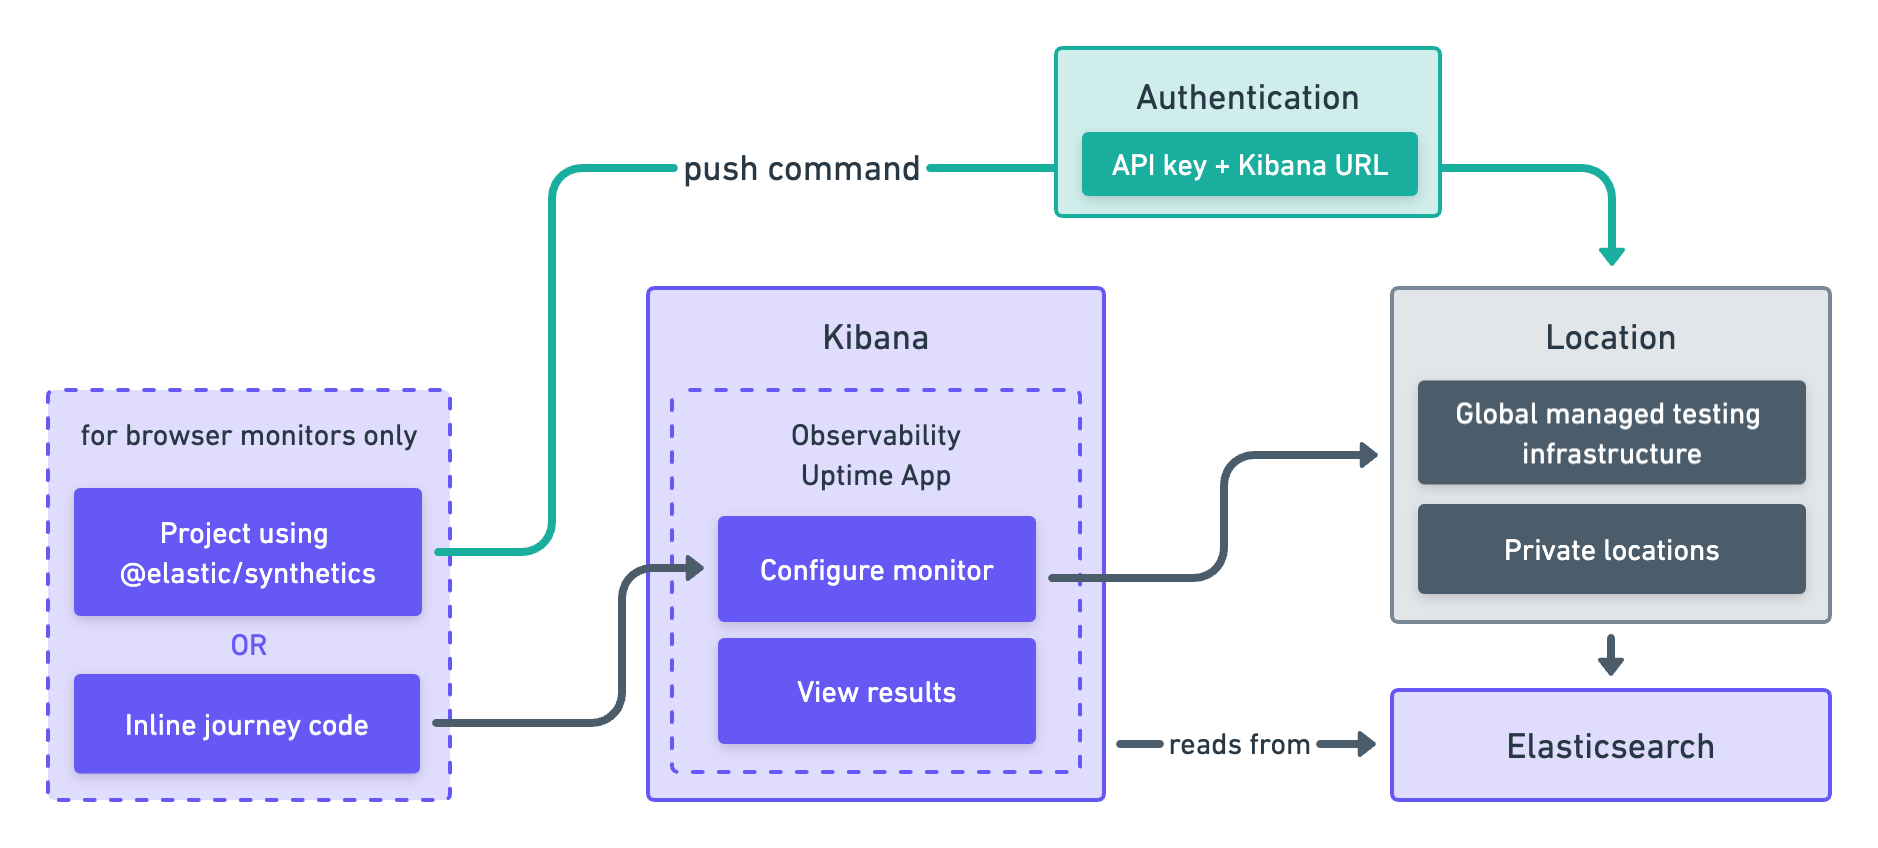 Authentication
API key + Kibana URL
push command
for browser monitors only
Project using
@elastic/synthetics
OR
Inline journey code
Kibana
Observability
Uptime App
Configure monitor
View results
reads from
Location
Global managed testing
infrastructure
Private locations
Elasticsearch